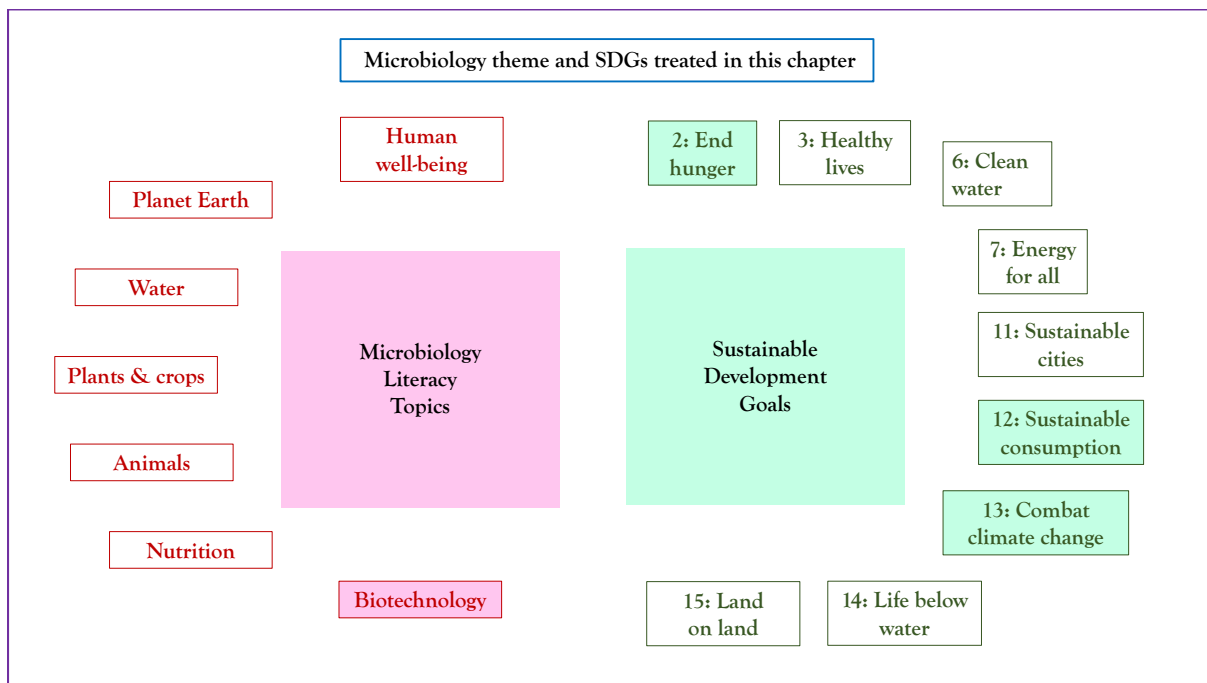 Microbiology theme and SDGs treated in this chapter
Human
well-being
Planet Earth
Water
Plants & crops
Animals
Nutrition
Biotechnology
Microbiology
Literacy
Topics
Sustainable
Development
Goals
2: End
hunger
3: Healthy
lives
6: Clean
water
7: Energy
for all
11: Sustainable
cities
12: Sustainable
consumption
13: Combat
climate change
14: Life below
water
15: Land
on land